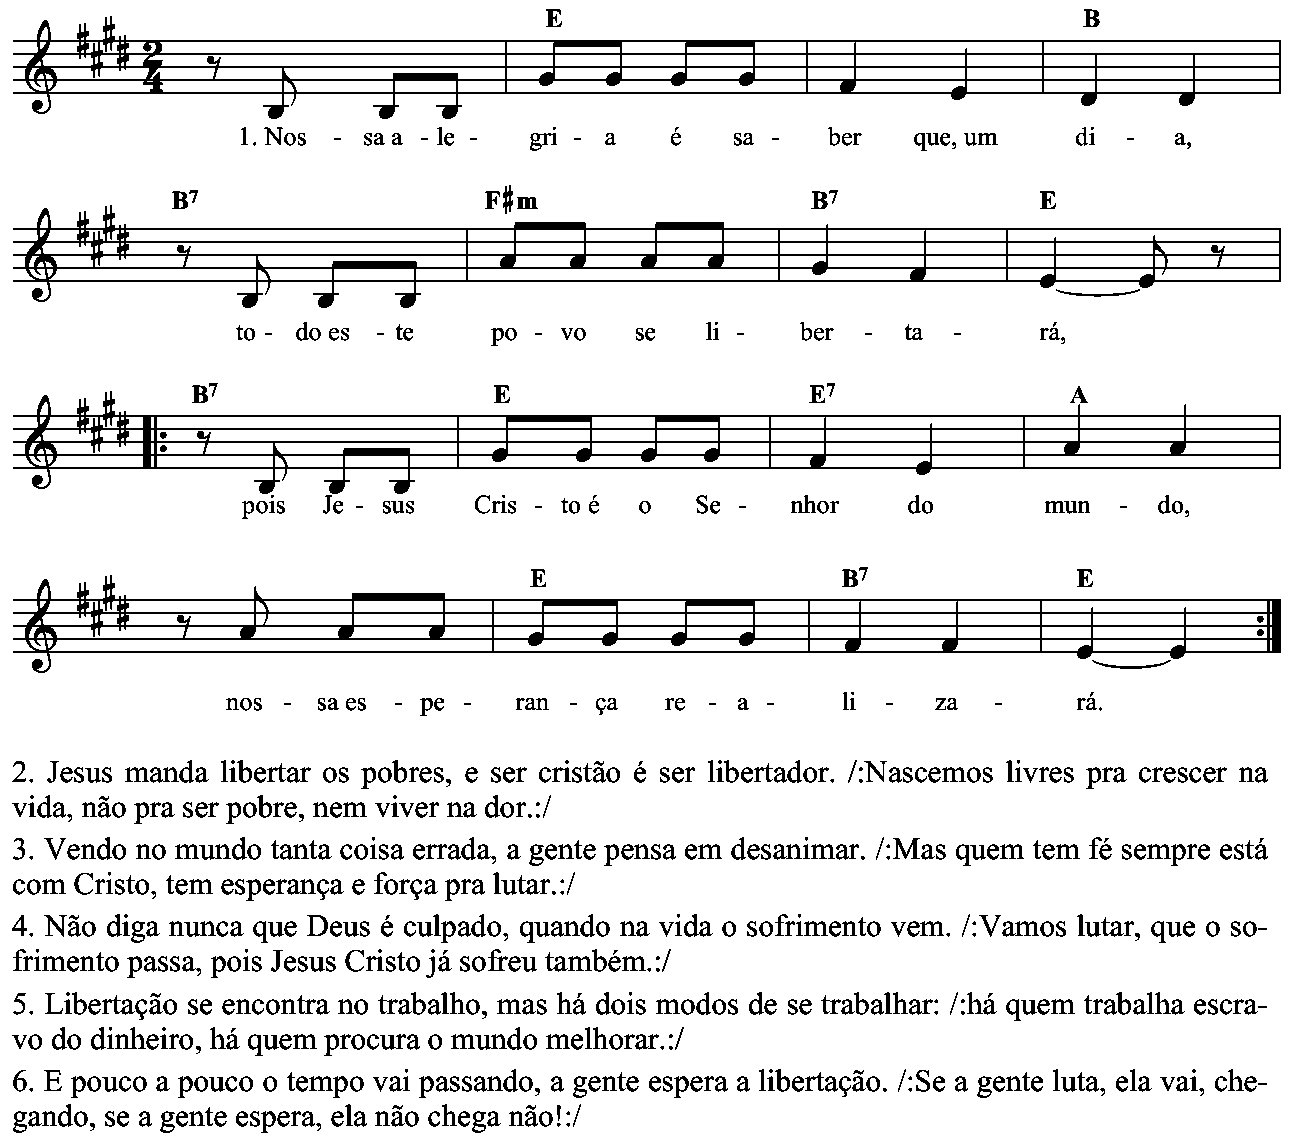 E B
1. Nos - sa a - le - gri - a é sa - ber que, um di - a,
B7 F#m B7 E
to - do es - te po - vo se li - ber - ta - rá,
B7 E E7 A
pois Je - sus Cris - to é o Se - nhor do mun - do,
E B7 E
nos - sa es - pe - ran - ça re - a - li - za - rá.
2. Jesus manda libertar os pobres, e ser cristão é ser libertador. /:Nascemos livres pra crescer na
vida, não pra ser pobre, nem viver na dor.:/
3. Vendo no mundo tanta coisa errada, a gente pensa em desanimar. /:Mas quem tem fé sempre está
com Cristo, tem esperança e força pra lutar.:/
4. Não diga nunca que Deus é culpado, quando na vida o sofrimento vem. /:Vamos lutar, que o so-
frimento passa, pois Jesus Cristo já sofreu também.:/
5. Libertação se encontra no trabalho, mas há dois modos de se trabalhar: /:há quem trabalha escra-
vo do dinheiro, há quem procura o mundo melhorar.:/
6. E pouco a pouco o tempo vai passando, a gente espera a libertação. /:Se a gente luta, ela vai, che-
gando, se a gente espera, ela não chega não!:/